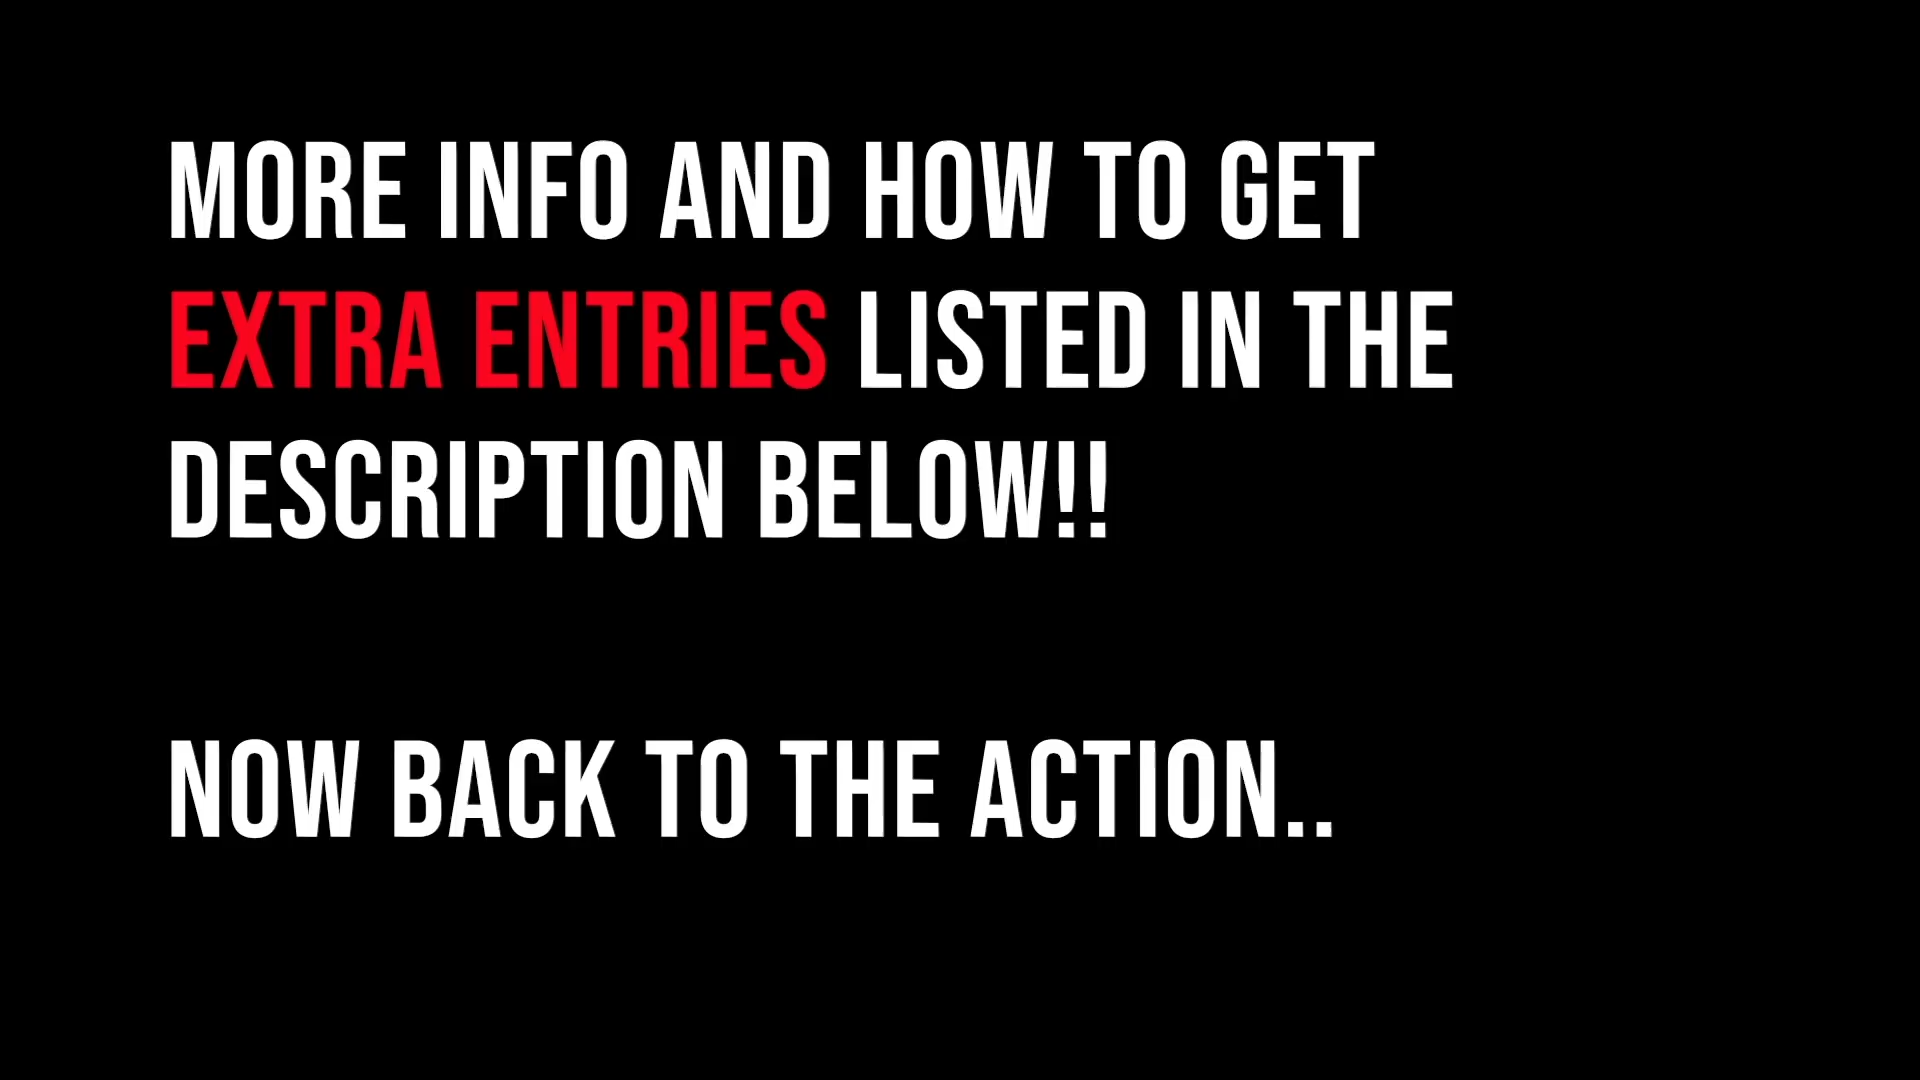 MORE INFO AND HOW TO GET
EXTRA ENTRIES LISTED IN THE
DESCRIPTION BELOW!!
NOW BACK TO THE ACTION..